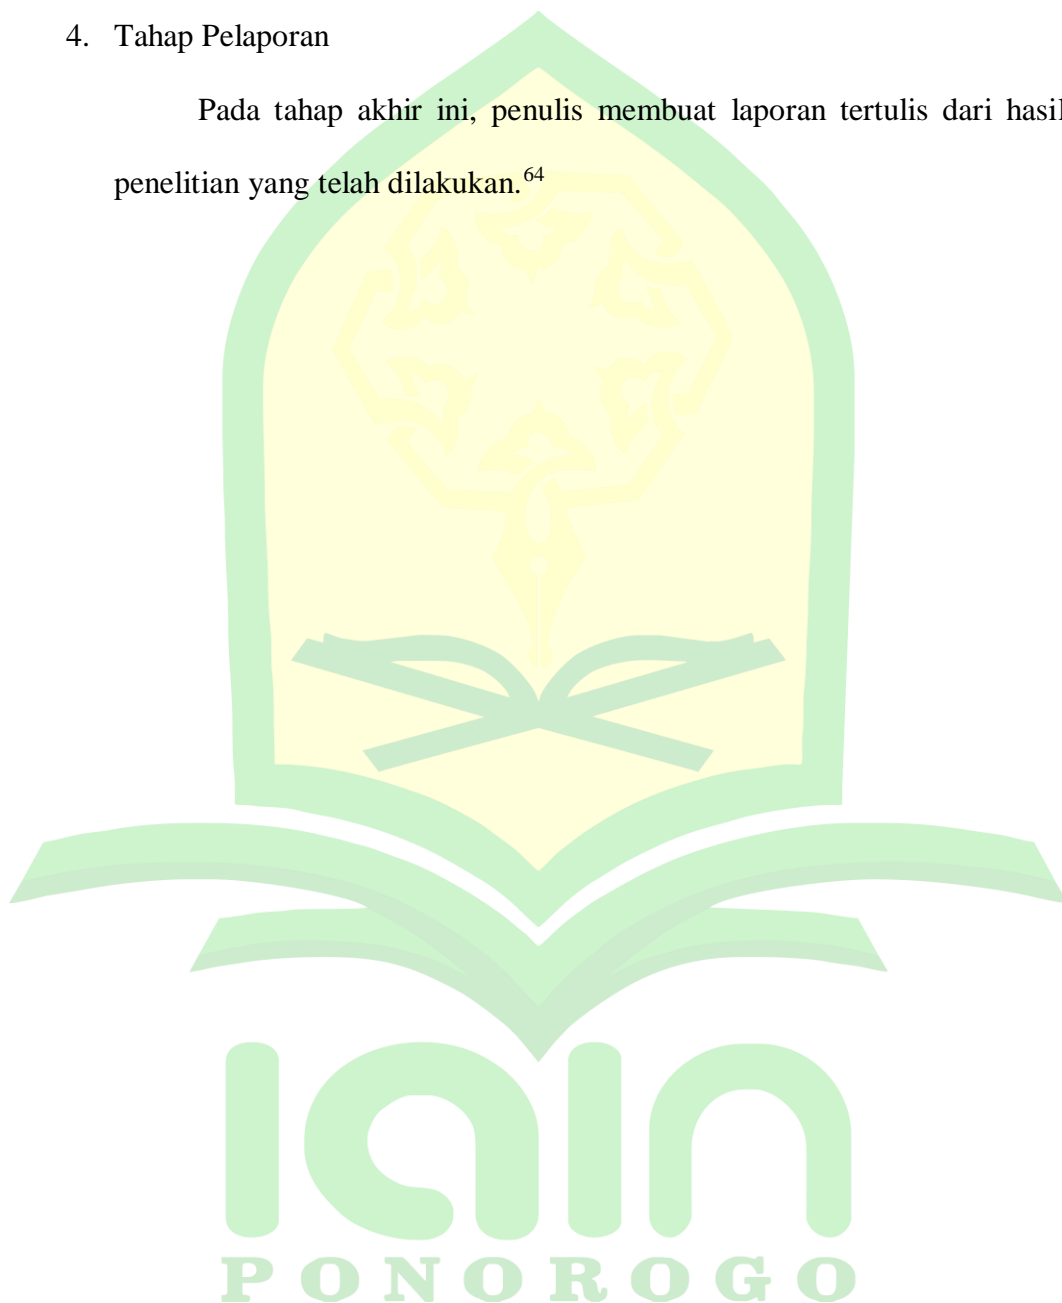 4. Tahap Pelaporan
Pada tahap akhir ini, penulis membuat laporan tertulis dari hasil
penelitian yang telah dilakukan.64
iain
PONOROGO